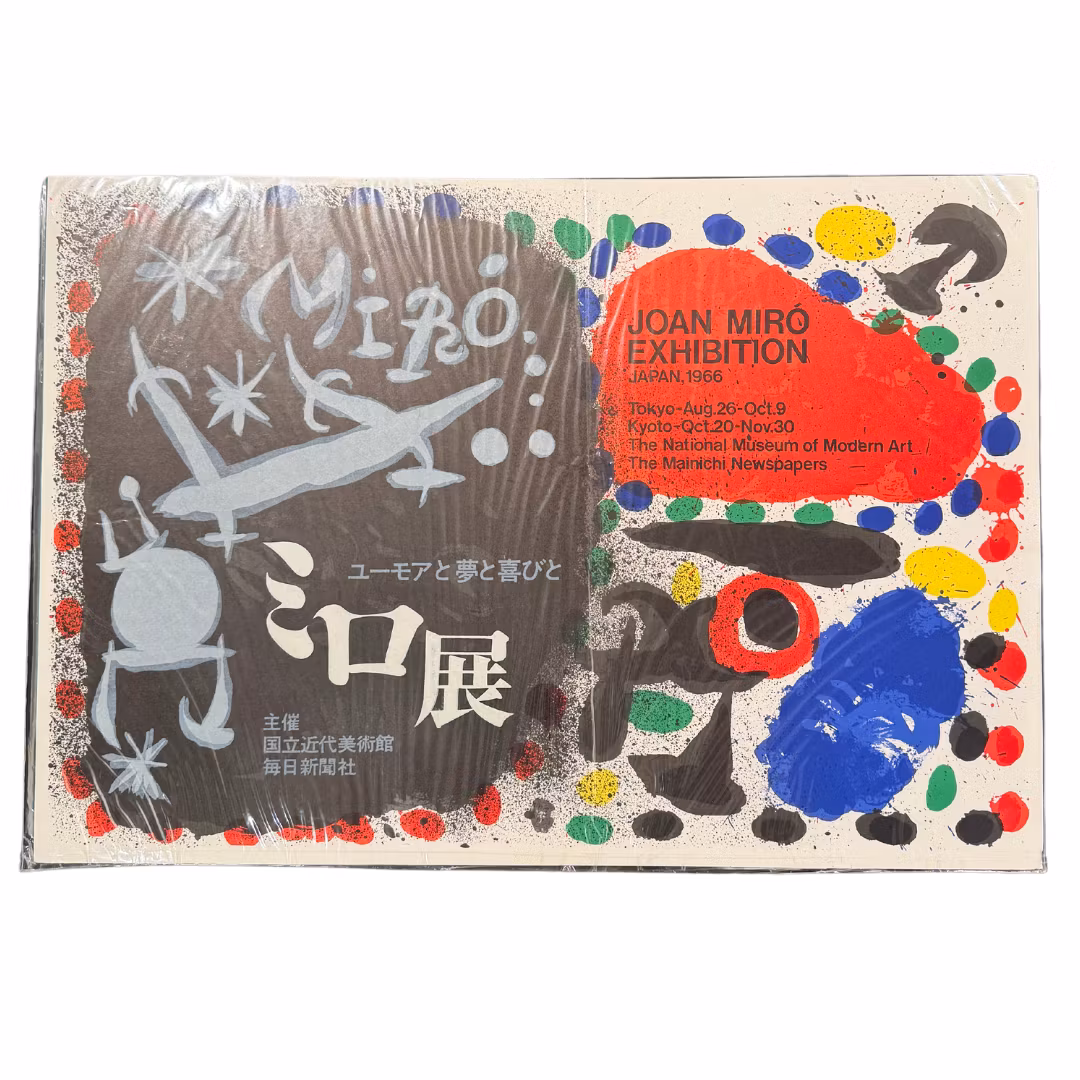 MIRÓ
ユーモアと夢と喜びと
ミロ展
主催
国立近代美術館
毎日新聞社
JOAN MIRÓ
EXHIBITION
JAPAN, 1966
Tokyo-Aug.26-Oct.9
Kyoto-Oct.20-Nov.30
The National Museum of Modern Art /
The Mainichi Newspapers